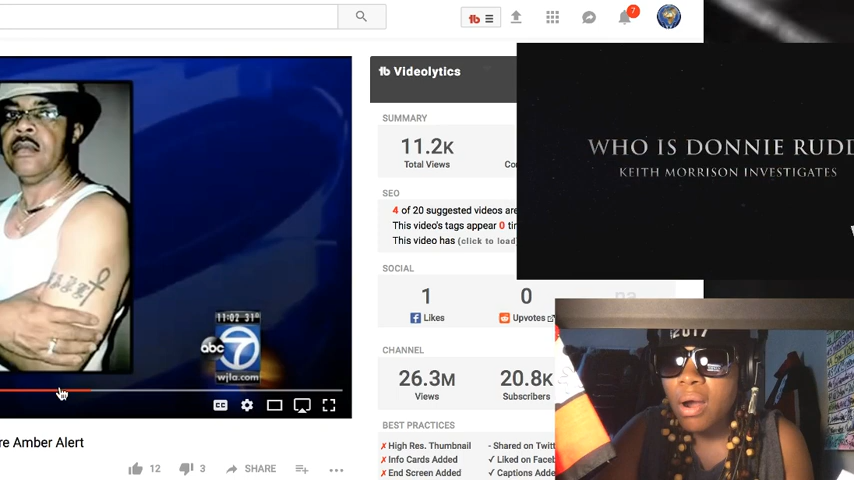 7
tb
tb Videolytics
SUMMARY
11.2K
Total Views
SEO
4 of 20 suggested videos are
This video's tags appear 0
This video has (click to load
SOCIAL
1
Likes
0
Upvotes
na
CHANNEL
26.3M
Views
20.8K
Subscribers
BEST PRACTICES
✗ High Res. Thumbnail
- Shared on Twitt
✗ Info Cards Added
✓ Liked on Faceb
✗ End Screen Added
✓ Captions Adde
WHO IS DONNIE RUDD
KEITH MORRISON INVESTIGATES
2017
11:02 31°
abc 7
wjla.com
CC
re Amber Alert
12
3
SHARE